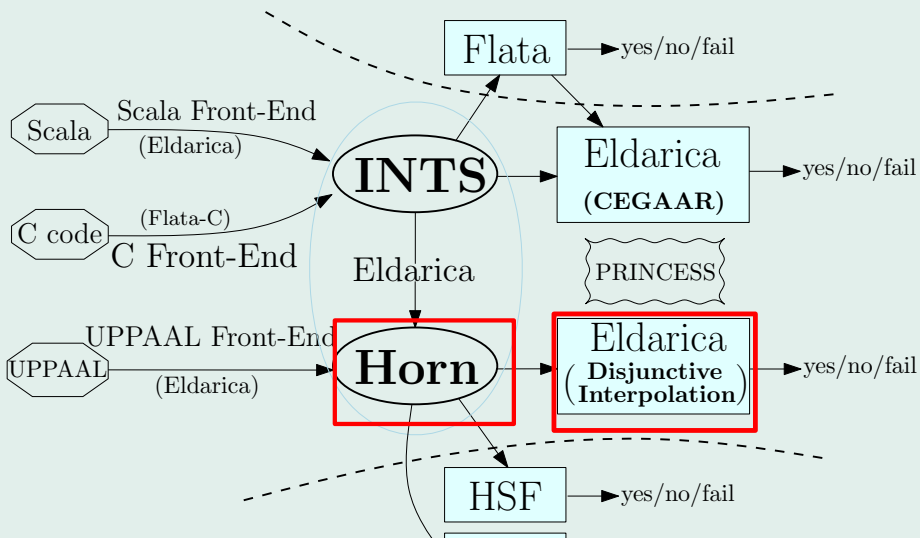 Flata
yes/no/fail
Scala Front-End
Scala
(Eldarica)
INTS
Eldarica
(CEGAAR)
yes/no/fail
(Flata-C)
C code
C Front-End
Eldarica
PRINCESS
UPPAAL Front-End
UPPAAL
(Eldarica)
Horn
Eldarica
(Disjunctive
Interpolation)
yes/no/fail
HSF
yes/no/fail